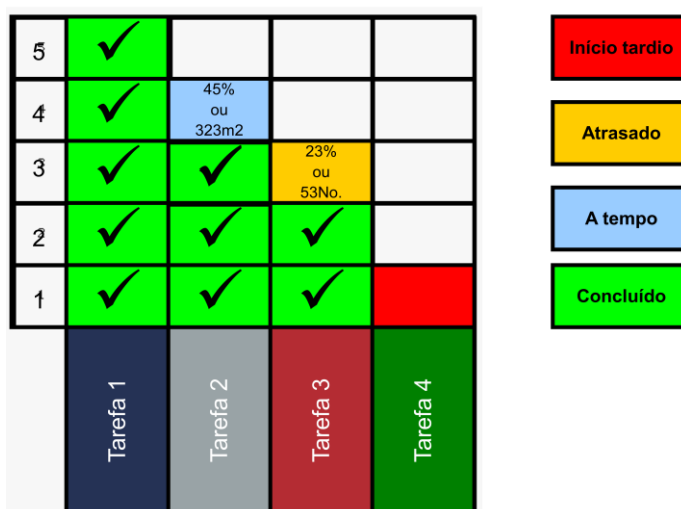 5
Início tardio
4
45%
ou
323m2
Atrasado
3
23%
ou
53No.
2
A tempo
1
Concluído
Tarefa 1
Tarefa 2
Tarefa 3
Tarefa 4